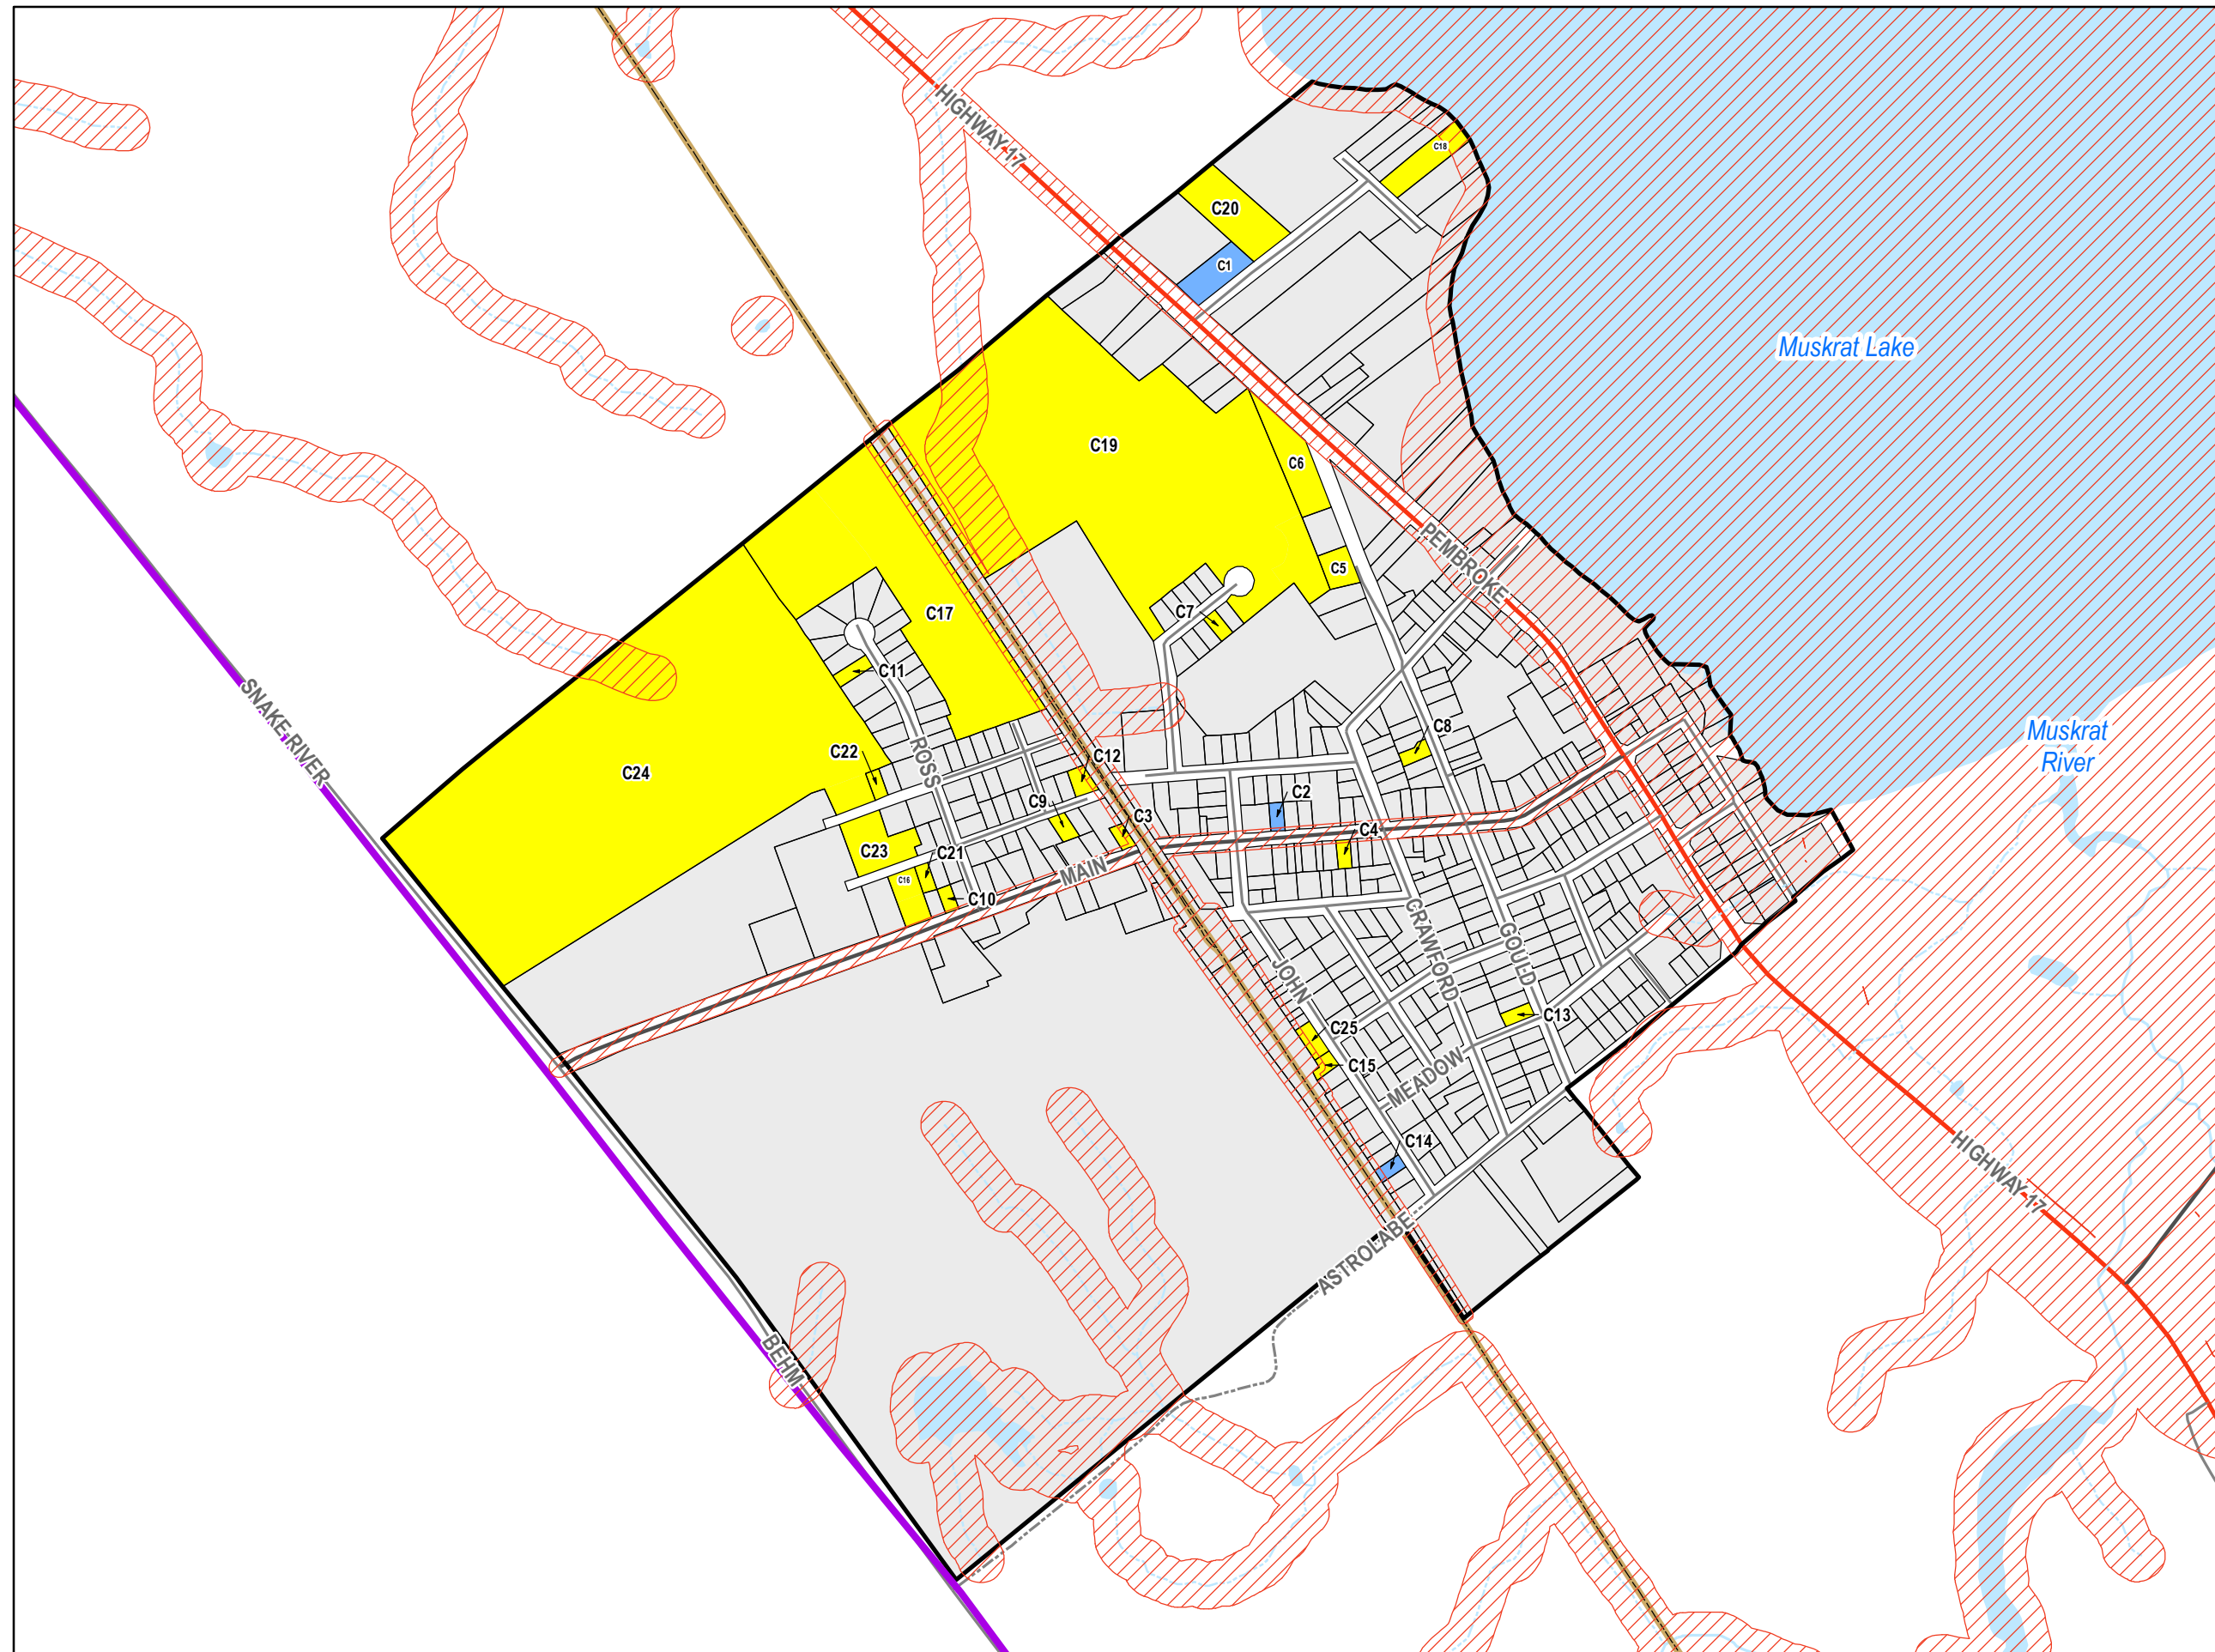 HIGHWAY 17
C18
C20
C1
Muskrat Lake
C19
C6
PEMBROKE
C5
C7
C17
C11
SNAKE RIVER
ROSS
C22
C12
C8
Muskrat
River
C24
C9
C2
C3
C4
C23
C21
C16
MAIN
C10
CRAWFORD
GOULD
JOHN
C25
C13
C15
MEADOW
C14
HIGHWAY 17
ASTROLABE
BEHM